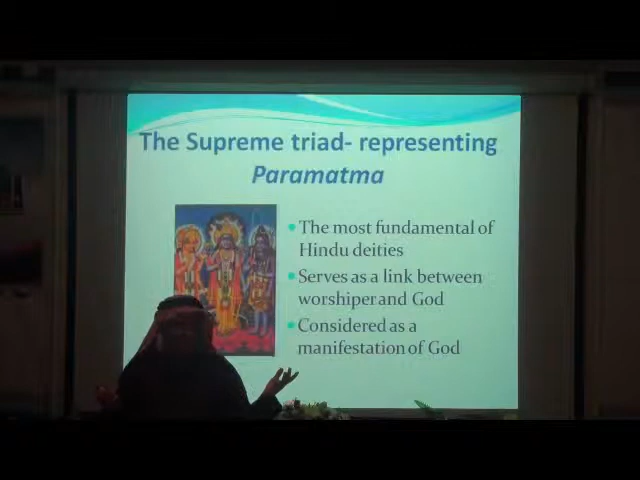 The Supreme triad- representing
Paramatma
The most fundamental of
Hindu deities
Serves as a link between
worshiper and God
Considered as a
manifestation of God